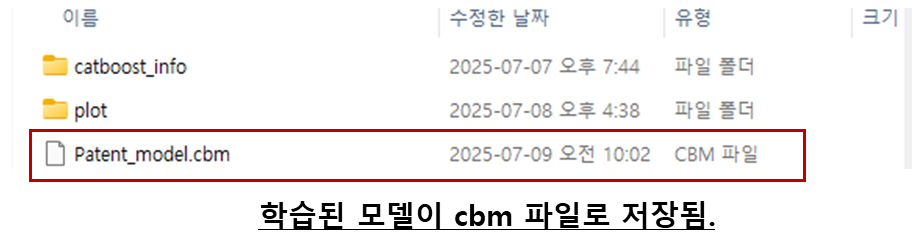 이름 수정한 날짜 유형 크기
catboost_info 2025-07-07 오후 7:44 파일 폴더
plot 2025-07-08 오후 4:38 파일 폴더
Patent_model.cbm 2025-07-09 오전 10:02 CBM 파일
학습된 모델이 cbm 파일로 저장됨.